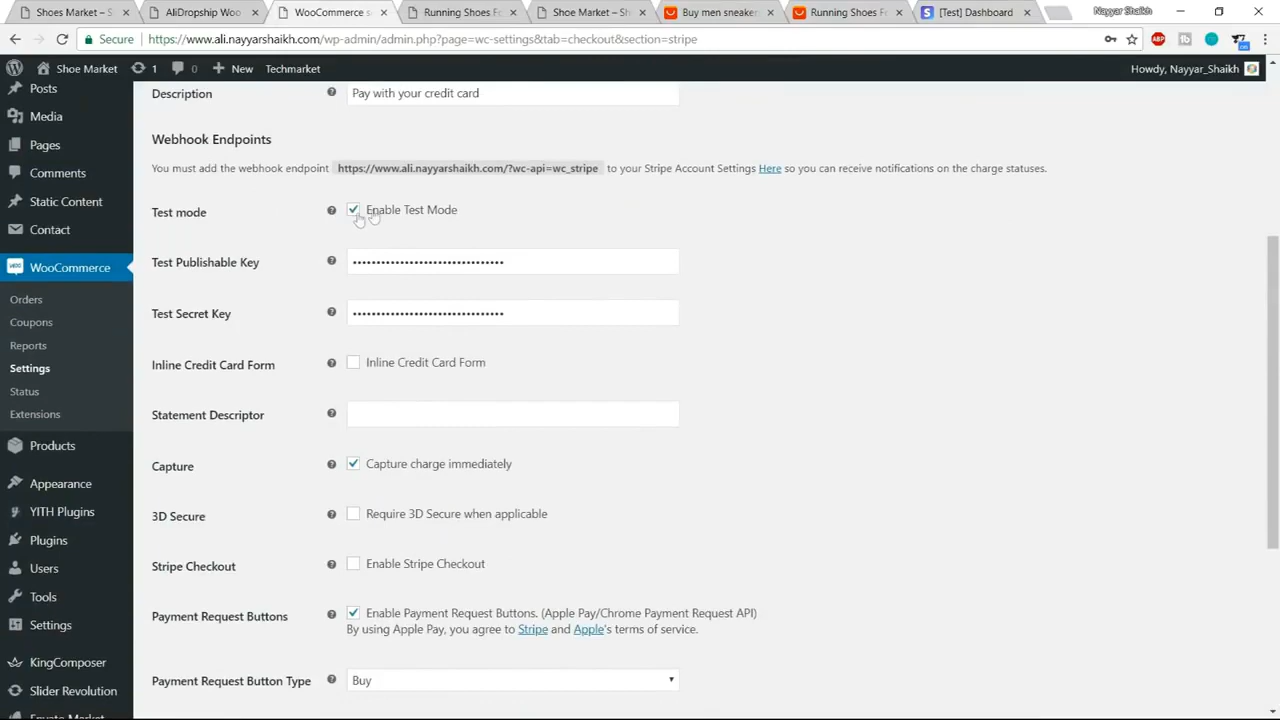 Shoes Market – S
AliDropship Woo
WooCommerce s
Running Shoes Fo
Shoe Market – Sh
Buy men sneaker
Running Shoes Fo
[Test] Dashboard
Nayyar Shaikh
Secure
https://www.ali.nayyarshaikh.com/wp-admin/admin.php?page=wc-settings&tab=checkout&section=stripe
ABP
Shoe Market
1
0
New
Techmarket
Howdy, Nayyar_Shaikh
Posts
Media
Pages
Comments
Static Content
Contact
WooCommerce
Orders
Coupons
Reports
Settings
Status
Extensions
Products
Appearance
YITH Plugins
Plugins
Users
Tools
Settings
KingComposer
Slider Revolution
Description
Pay with your credit card
Webhook Endpoints
You must add the webhook endpoint https://www.ali.nayyarshaikh.com/?wc-api=wc_stripe to your Stripe Account Settings Here so you can receive notifications on the charge statuses.
Test mode
Enable Test Mode
Test Publishable Key
Test Secret Key
Inline Credit Card Form
Inline Credit Card Form
Statement Descriptor
Capture
Capture charge immediately
3D Secure
Require 3D Secure when applicable
Stripe Checkout
Enable Stripe Checkout
Payment Request Buttons
Enable Payment Request Buttons. (Apple Pay/Chrome Payment Request API)
By using Apple Pay, you agree to Stripe and Apple's terms of service.
Payment Request Button Type
Buy